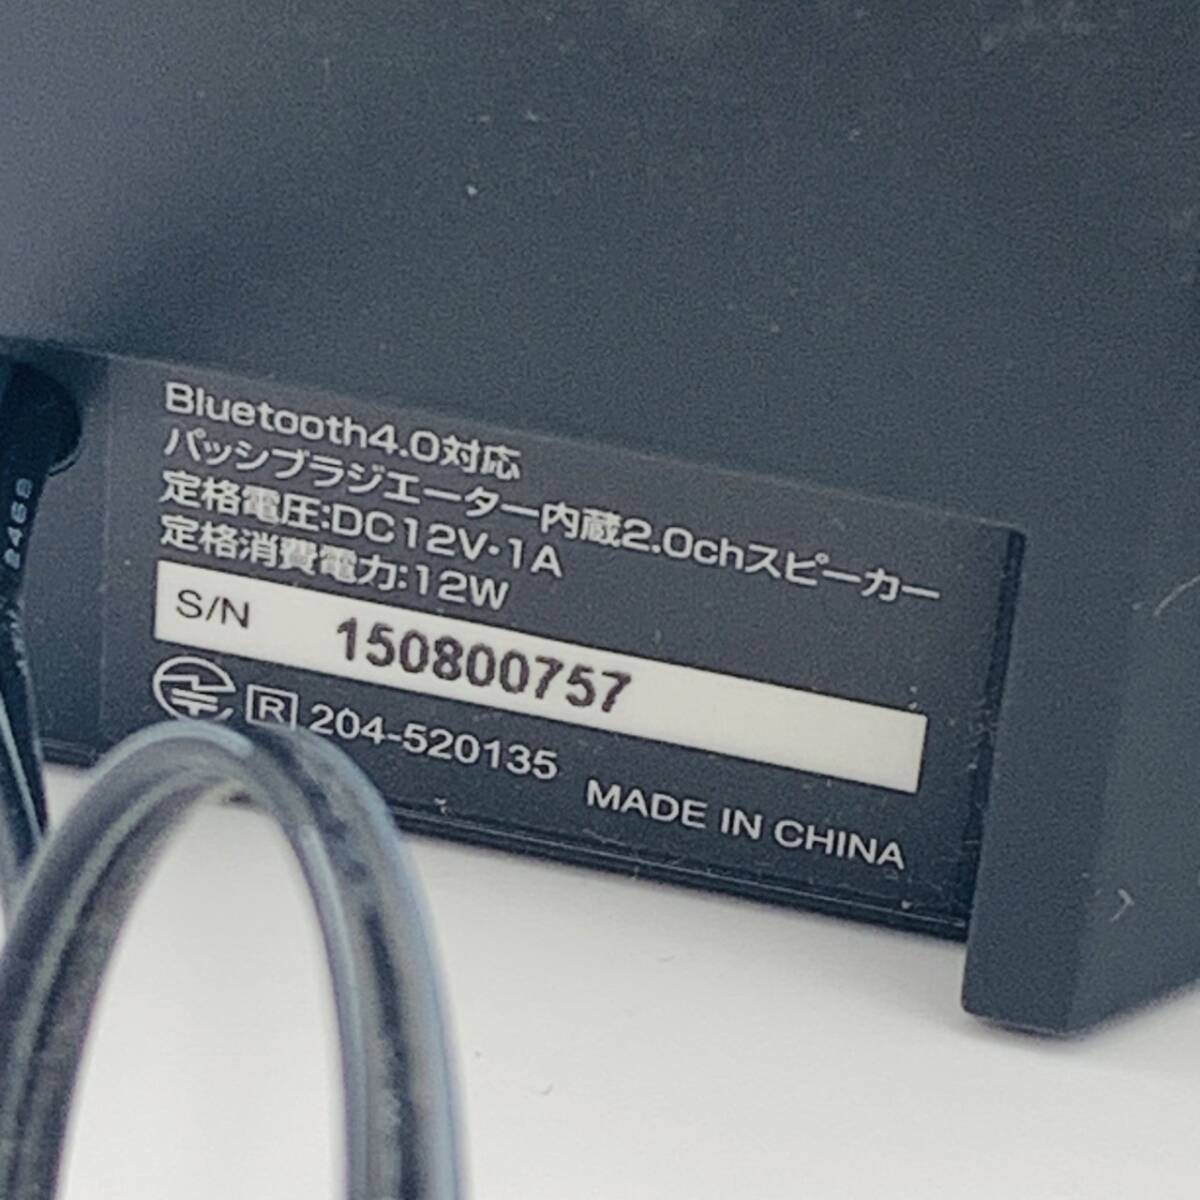 Bluetooth4.0対応
パッシブラジエーター内蔵2.0chスピーカー
定格電圧:DC12V・1A
定格消費電力:12W
S/N 150800757
R 204-520135
MADE IN CHINA
2468